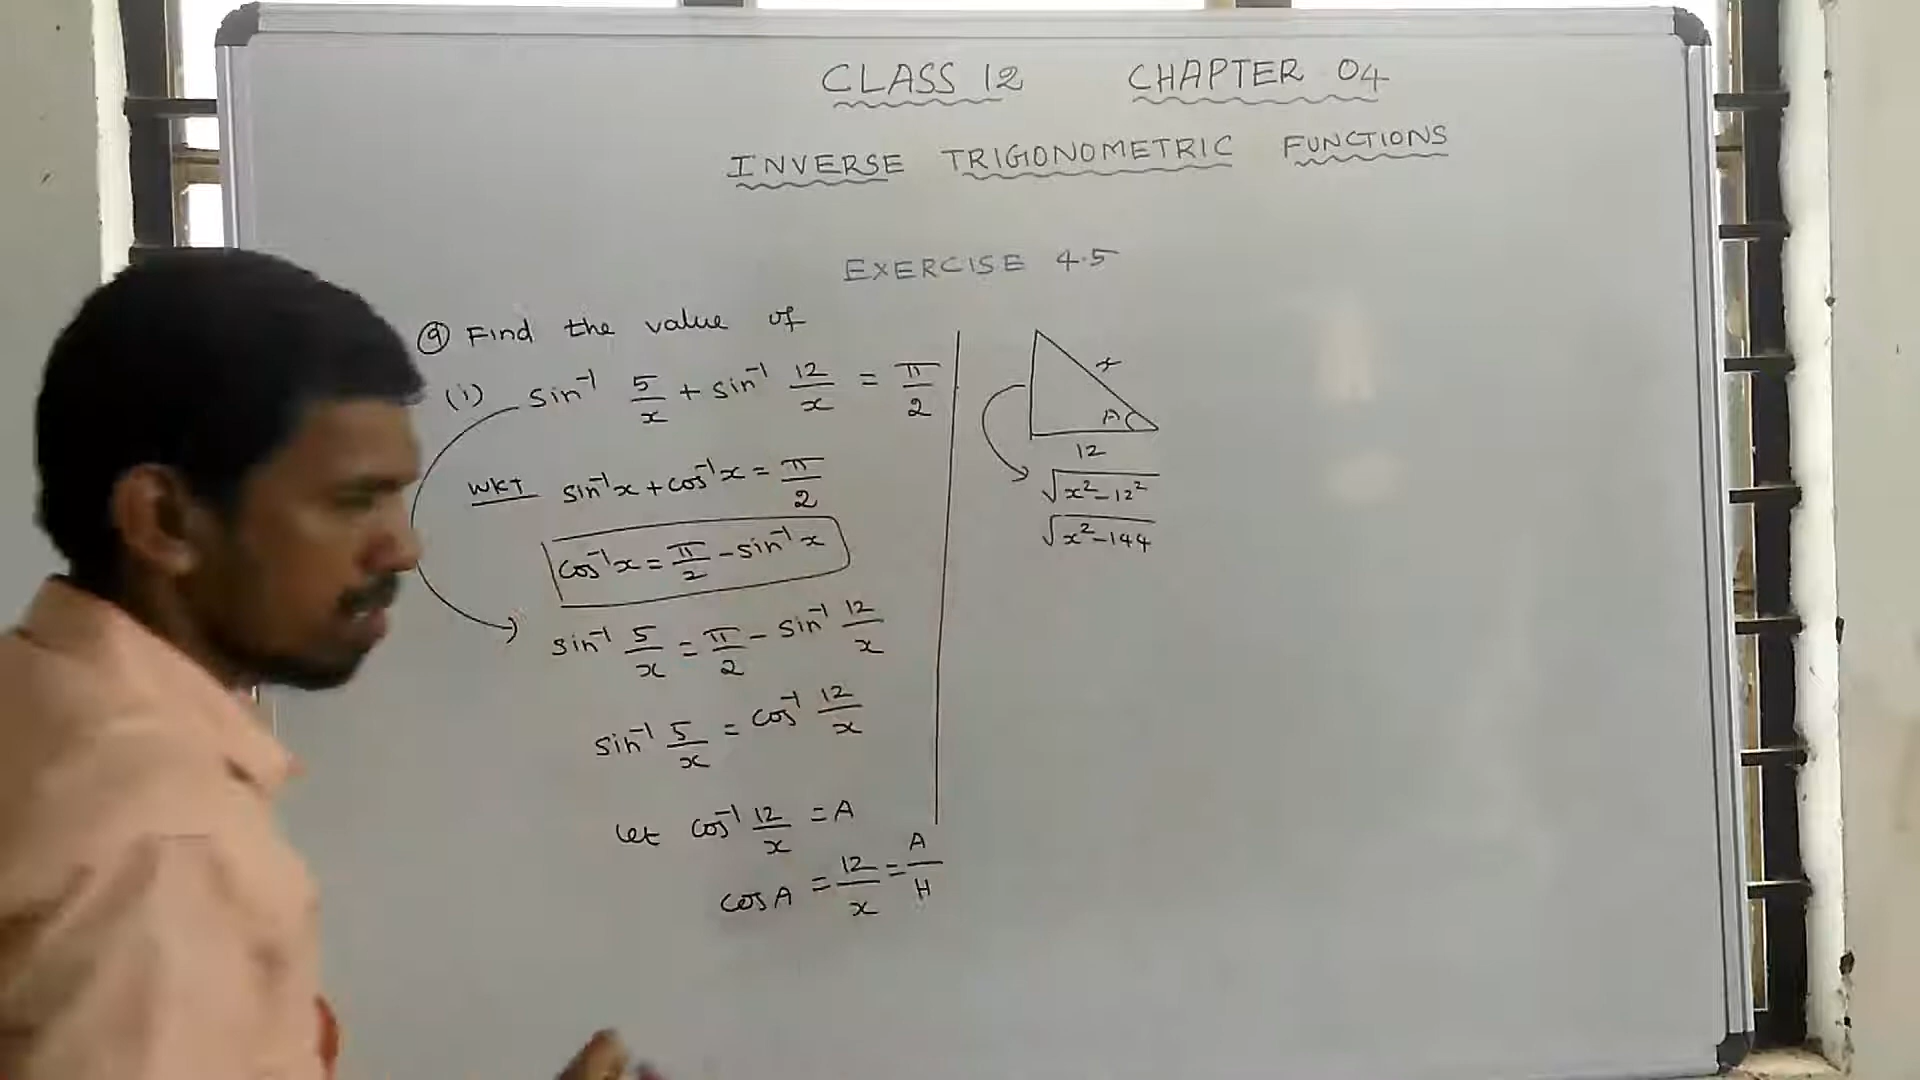 CLASS 12 CHAPTER 04
INVERSE TRIGONOMETRIC FUNCTIONS
EXERCISE 4.5
⑨ Find the value of
(i) sin⁻¹ 5/x + sin⁻¹ 12/x = π/2
WKT sin⁻¹x + cos⁻¹x = π/2
cos⁻¹x = π/2 - sin⁻¹x
sin⁻¹ 5/x = π/2 - sin⁻¹ 12/x
sin⁻¹ 5/x = cos⁻¹ 12/x
Let cos⁻¹ 12/x = A
cosA = 12/x = A/H
x
A
12
√x²-12²
√x²-144